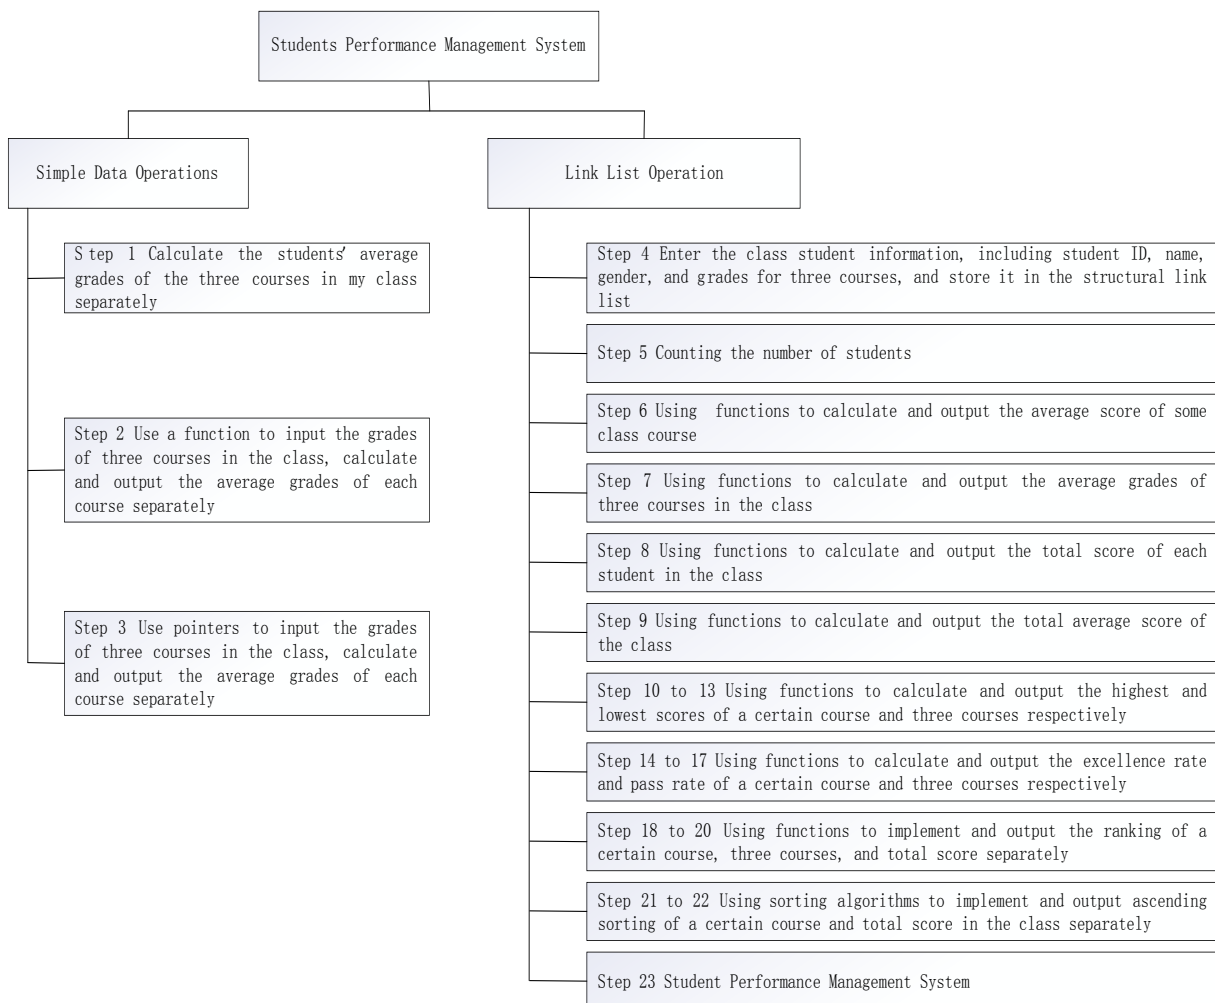 Students Performance Management System
Simple Data Operations
Link List Operation
S tep 1 Calculate the students' average
grades of the three courses in my class
separately
Step 2 Use a function to input the grades
of three courses in the class, calculate
and output the average grades of each
course separately
Step 3 Use pointers to input the grades
of three courses in the class, calculate
and output the average grades of each
course separately
Step 4 Enter the class student information, including student ID, name,
gender, and grades for three courses, and store it in the structural link
list
Step 5 Counting the number of students
Step 6 Using functions to calculate and output the average score of some
class course
Step 7 Using functions to calculate and output the average grades of
three courses in the class
Step 8 Using functions to calculate and output the total score of each
student in the class
Step 9 Using functions to calculate and output the total average score of
the class
Step 10 to 13 Using functions to calculate and output the highest and
lowest scores of a certain course and three courses respectively
Step 14 to 17 Using functions to calculate and output the excellence rate
and pass rate of a certain course and three courses respectively
Step 18 to 20 Using functions to implement and output the ranking of a
certain course, three courses, and total score separately
Step 21 to 22 Using sorting algorithms to implement and output ascending
sorting of a certain course and total score in the class separately
Step 23 Student Performance Management System